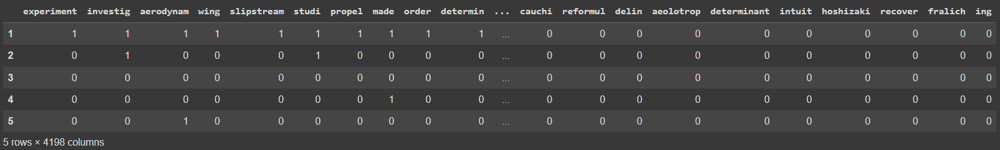 experiment investig aerodynam wing slipstream studi propel made order determin ... cauchi reformul delin aeolotrop determinant intuit hoshizaki recover fralich ing
1 1 1 1 1 1 1 1 1 1 1 ... 0 0 0 0 0 0 0 0 0 0
2 0 1 0 0 0 1 0 0 0 0 ... 0 0 0 0 0 0 0 0 0 0
3 0 0 0 0 0 0 0 0 0 0 ... 0 0 0 0 0 0 0 0 0 0
4 0 0 0 0 0 0 0 1 0 0 ... 0 0 0 0 0 0 0 0 0 0
5 0 0 1 0 0 0 0 0 0 0 ... 0 0 0 0 0 0 0 0 0 0
5 rows × 4198 columns